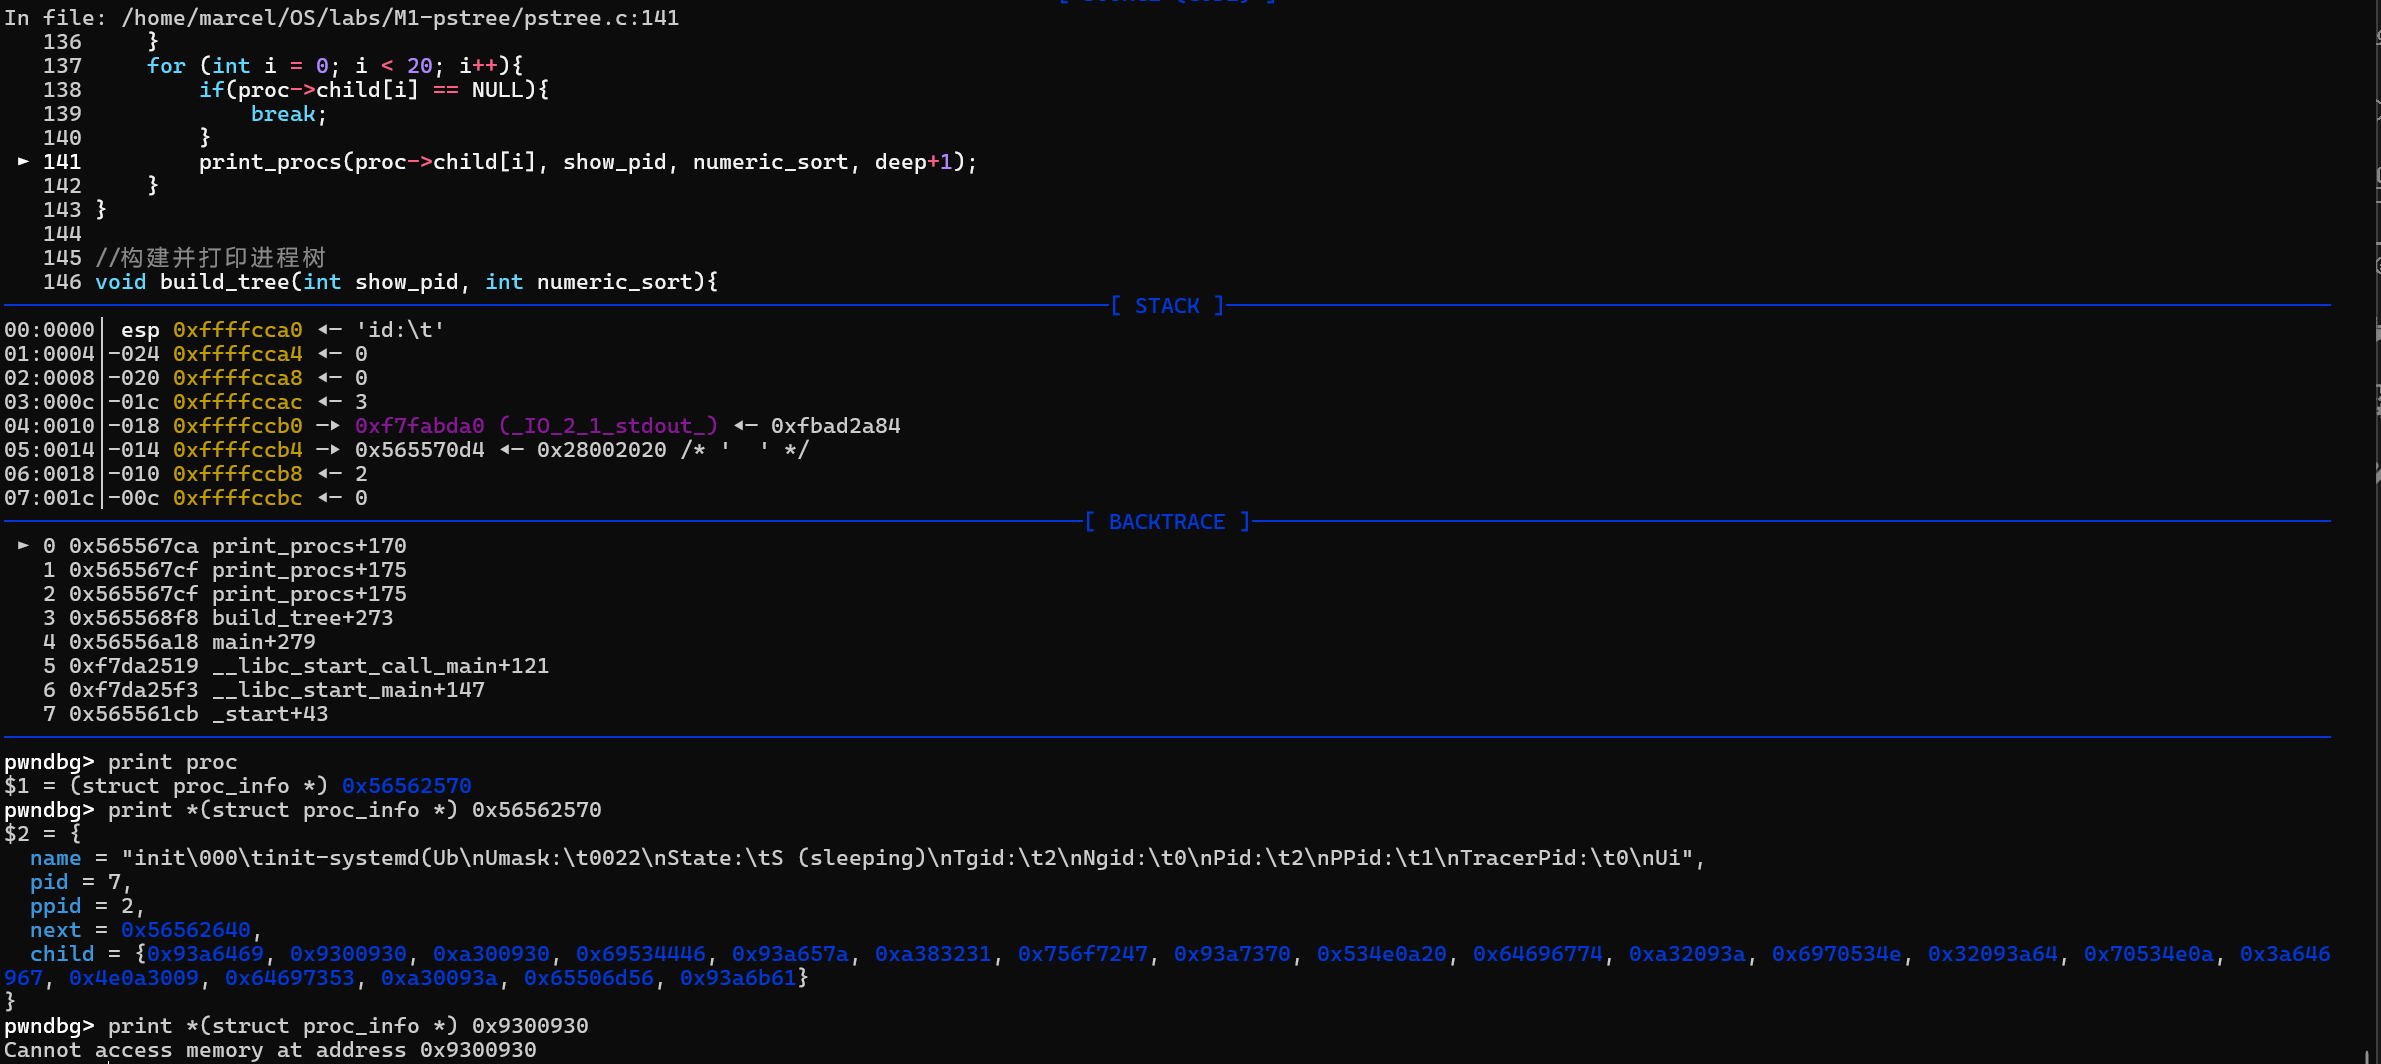 In file: /home/marcel/OS/labs/M1-pstree/pstree.c:141
136     }
137     for (int i = 0; i < 20; i++){
138         if(proc->child[i] == NULL){
139             break;
140         }
► 141         print_procs(proc->child[i], show_pid, numeric_sort, deep+1);
142     }
143 }
144
145 //构建并打印进程树
146 void build_tree(int show_pid, int numeric_sort){
[ STACK ]
00:0000│ esp 0xffffcca0 ◂— 'id:\t'
01:0004│-024 0xffffcca4 ◂— 0
02:0008│-020 0xffffcca8 ◂— 0
03:000c│-01c 0xffffccac ◂— 3
04:0010│-018 0xffffccb0 —▸ 0xf7fabda0 (_IO_2_1_stdout_) ◂— 0xfbad2a84
05:0014│-014 0xffffccb4 —▸ 0x565570d4 ◂— 0x28002020 /* '  ' */
06:0018│-010 0xffffccb8 ◂— 2
07:001c│-00c 0xffffccbc ◂— 0
[ BACKTRACE ]
► 0 0x565567ca print_procs+170
1 0x565567cf print_procs+175
2 0x565567cf print_procs+175
3 0x565568f8 build_tree+273
4 0x56556a18 main+279
5 0xf7da2519 __libc_start_call_main+121
6 0xf7da25f3 __libc_start_main+147
7 0x565561cb _start+43
pwndbg> print proc
$1 = (struct proc_info *) 0x56562570
pwndbg> print *(struct proc_info *) 0x56562570
$2 = {
name = "init\000\tinit-systemd(Ub\nUmask:\t0022\nState:\tS (sleeping)\nTgid:\t2\nNgid:\t0\nPid:\t2\nPPid:\t1\nTracerPid:\t0\nUi",
pid = 7,
ppid = 2,
next = 0x56562640,
child = {0x93a6469, 0x9300930, 0xa300930, 0x69534446, 0x93a657a, 0xa383231, 0x756f7247, 0x93a7370, 0x534e0a20, 0x64696774, 0xa32093a, 0x6970534e, 0x32093a64, 0x70534e0a, 0x3a646
967, 0x4e0a3009, 0x64697353, 0xa30093a, 0x65506d56, 0x93a6b61}
}
pwndbg> print *(struct proc_info *) 0x9300930
Cannot access memory at address 0x9300930